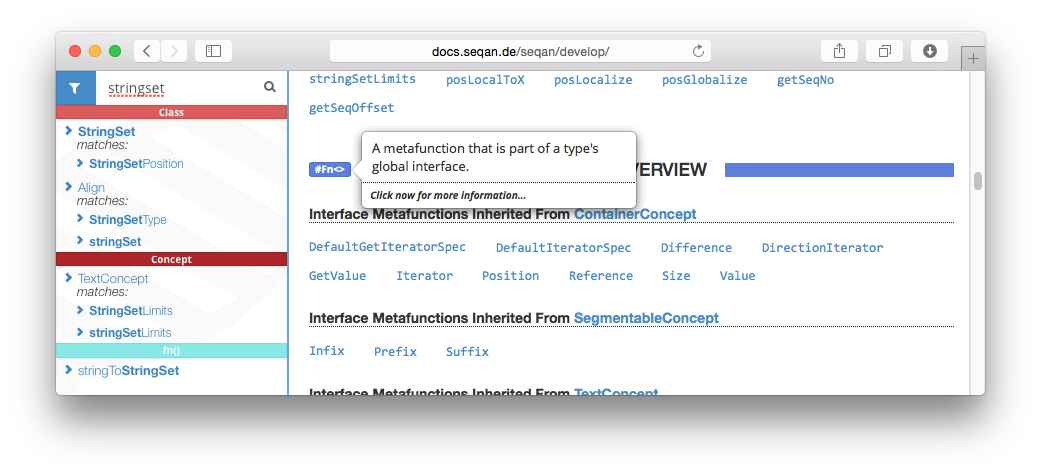 docs.seqan.de/seqan/develop/
stringset
Class
StringSet
matches:
StringSetPosition
Align
matches:
StringSetType
stringSet
Concept
TextConcept
matches:
StringSetLimits
stringSetLimits
fn()
stringToStringSet
stringSetLimits posLocalToX posLocalize posGlobalize getSeqNo
getSeqOffset
#Fn<> VERVIEW
A metafunction that is part of a type's
global interface.
Click now for more information...
Interface Metafunctions Inherited From ContainerConcept
DefaultGetIteratorSpec DefaultIteratorSpec Difference DirectionIterator
GetValue Iterator Position Reference Size Value
Interface Metafunctions Inherited From SegmentableConcept
Infix Prefix Suffix
Interface Metafunctions Inherited From TextConcept